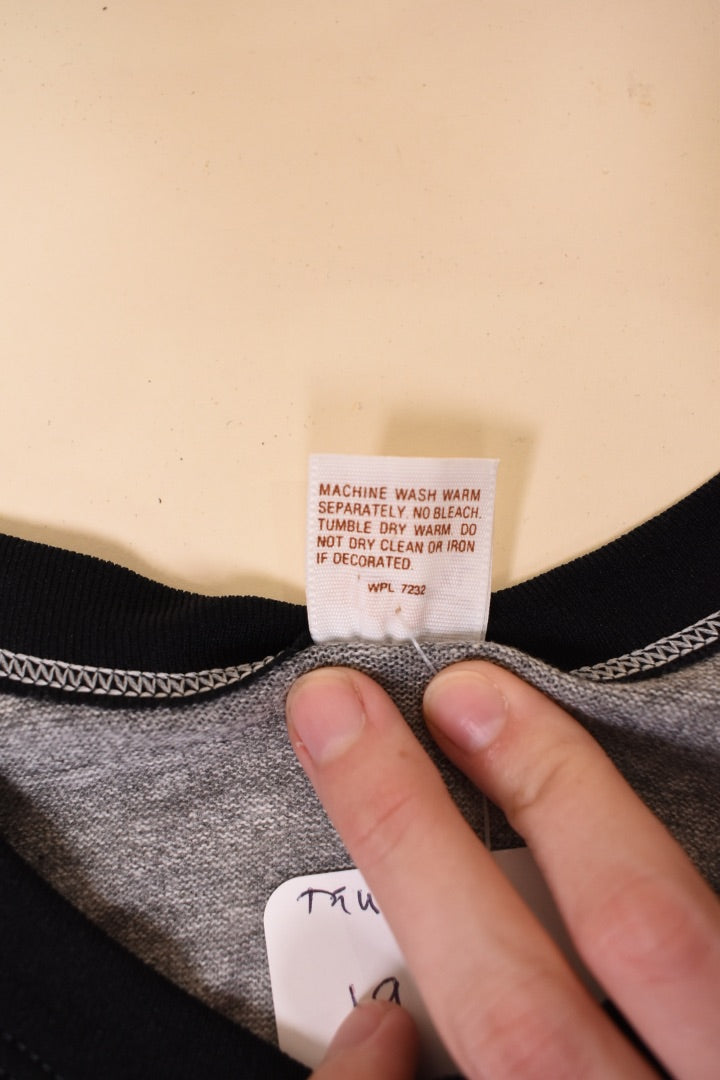 MACHINE WASH WARM
SEPARATELY. NO BLEACH.
TUMBLE DRY WARM. DO
NOT DRY CLEAN OR IRON
IF DECORATED.
WPL 7232
19